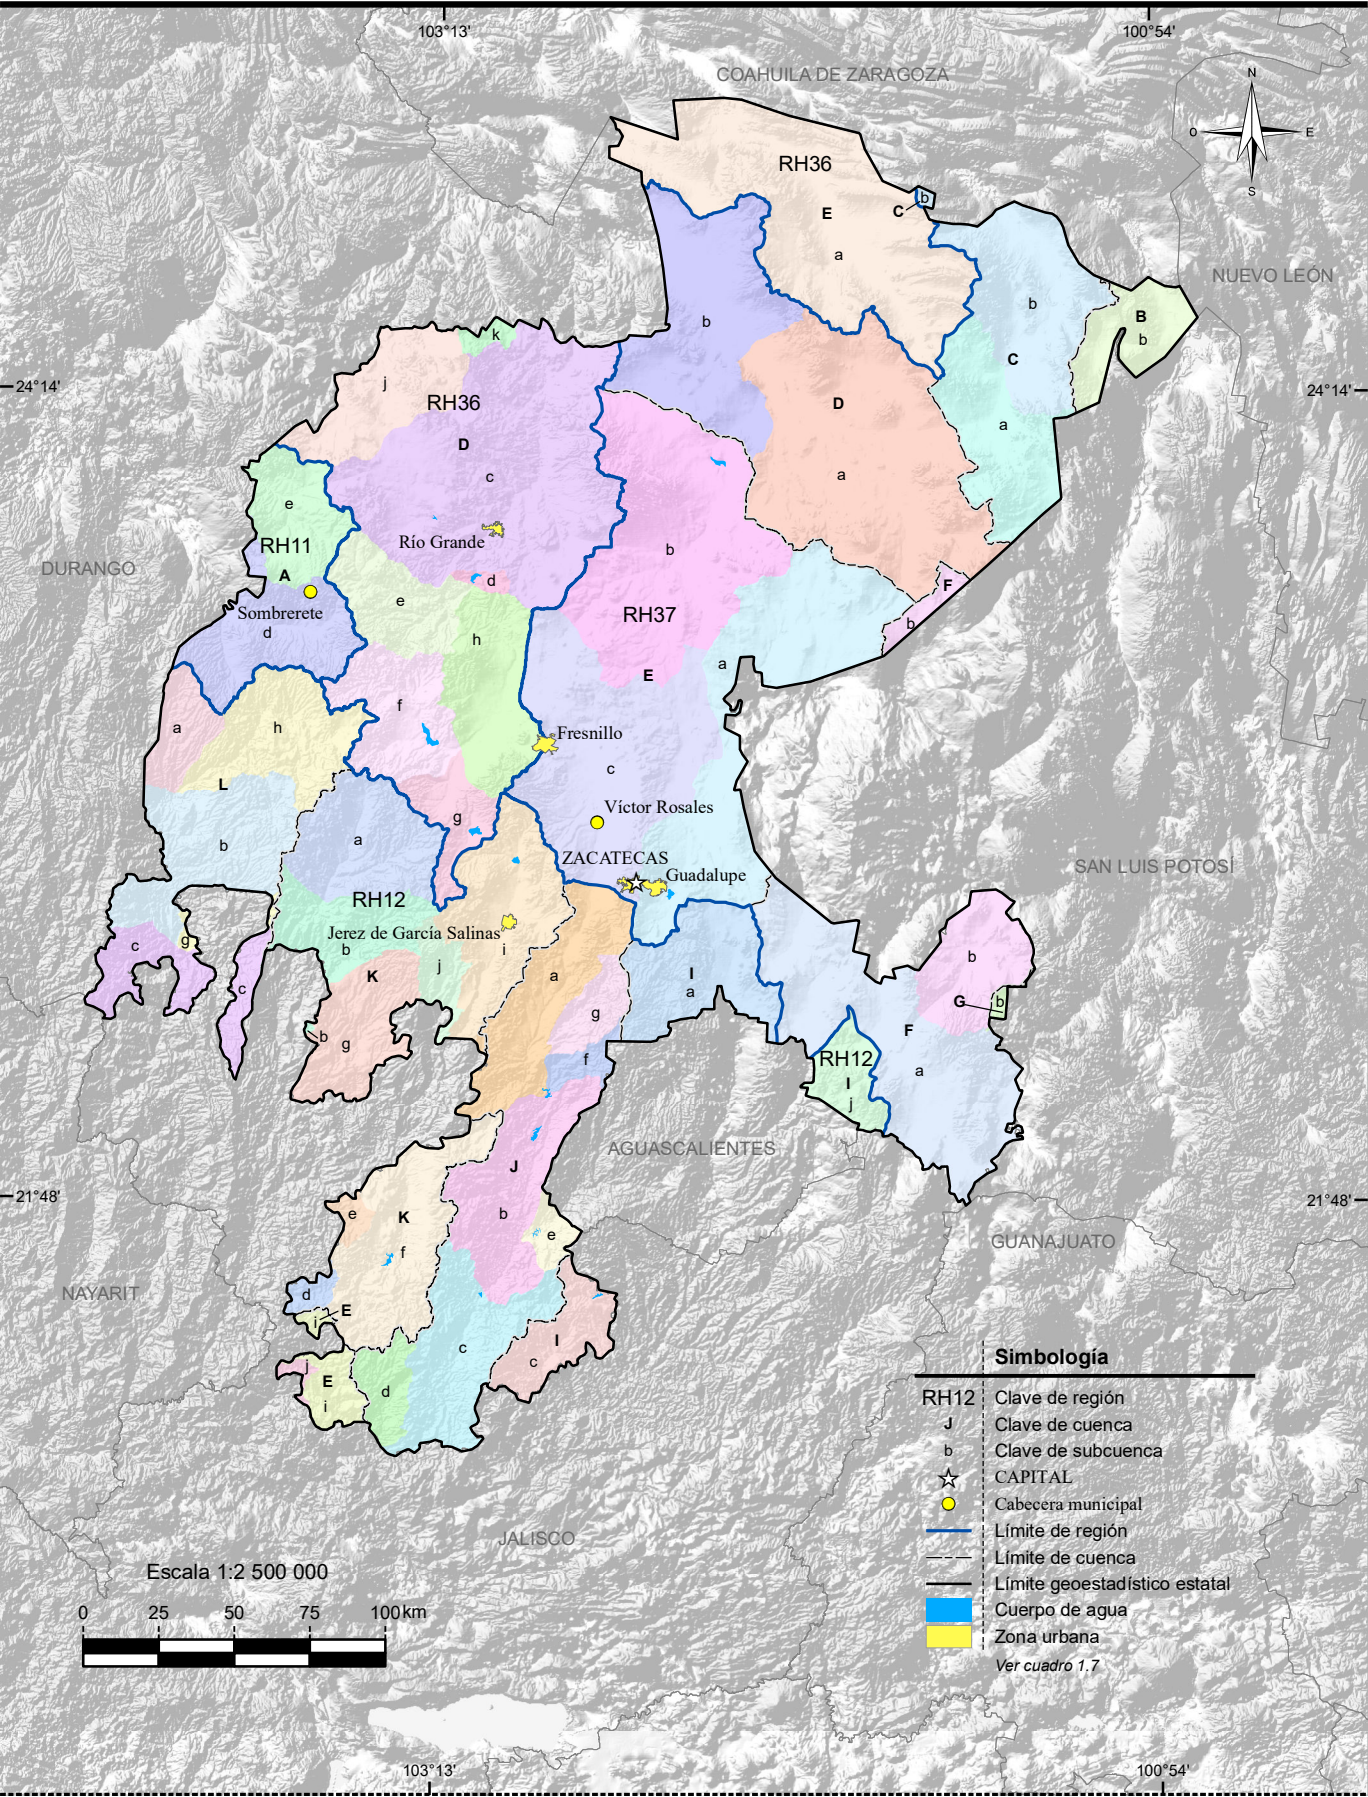 103°13'
100°54'
COAHUILA DE ZARAGOZA
N
O
E
S
RH36
E
a
C
b
NUEVO LEÓN
b
B
b
C
b
k
j
24°14'
24°14'
RH36
D
D
a
c
a
e
b
Río Grande
RH11
A
DURANGO
d
F
e
Sombrerete
RH37
b
d
h
a
E
f
a
h
Fresnillo
c
L
Víctor Rosales
g
a
b
ZACATECAS
Guadalupe
SAN LUIS POTOSÍ
RH12
Jerez de García Salinas
c
g
b
i
b
j
K
a
I
a
c
G
b
g
F
b
g
f
RH12
a
I
j
AGUASCALIENTES
J
21°48'
21°48'
e
K
b
f
e
GUANAJUATO
NAYARIT
d
E
i
I
c
c
j
E
d
i
Simbología
RH12 Clave de región
J Clave de cuenca
b Clave de subcuenca
CAPITAL
Cabecera municipal
Límite de región
Límite de cuenca
Límite geoestadístico estatal
Cuerpo de agua
Zona urbana
Ver cuadro 1.7
JALISCO
Escala 1:2 500 000
0 25 50 75 100 km
103°13'
100°54'